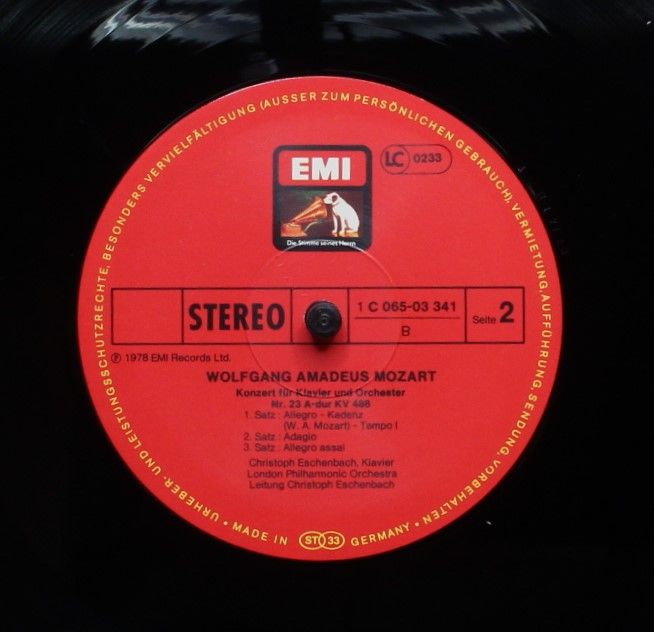 URHEBER- UND LEISTUNGSSCHUTZRECHTE, BESONDERS VERVIELFÄLTIGUNG (AUSSER ZUM PERSÖNLICHEN GEBRAUCH), VERMIETUNG, AUFFÜHRUNG, SENDUNG, VORBEHALTEN
EMI
LC 0233
Die Stimme seines Herrn
STEREO
1 C 065-03 341
B
Seite 2
℗ 1978 EMI Records Ltd.
WOLFGANG AMADEUS MOZART
Konzert für Klavier und Orchester
Nr. 23 A-dur KV 488
1. Satz : Allegro - Kadenz
(W. A. Mozart) - Tempo I
2. Satz : Adagio
3. Satz : Allegro assai
Christoph Eschenbach, Klavier
London Philharmonic Orchestra
Leitung Christoph Eschenbach
• MADE IN ST 33 GERMANY •